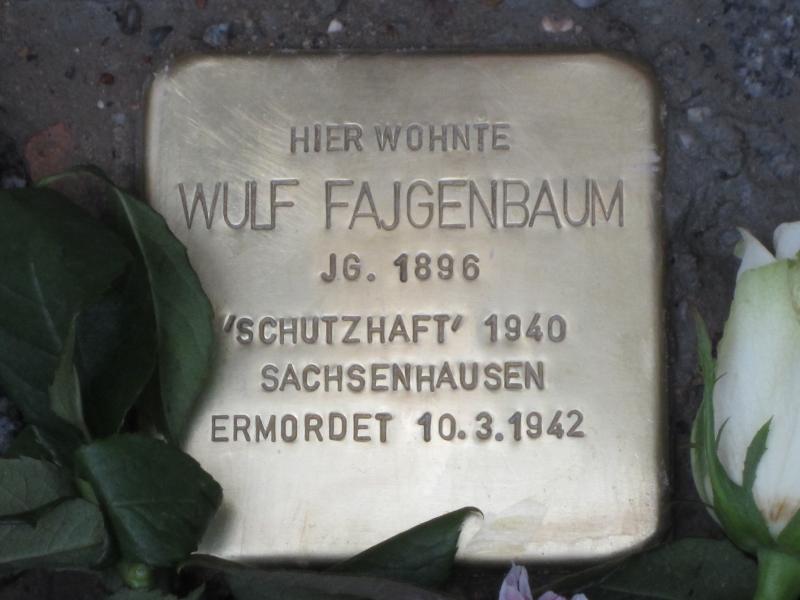 HIER WOHNTE
WULF FAJGENBAUM
JG. 1896
'SCHUTZHAFT' 1940
SACHSENHAUSEN
ERMORDET 10.3.1942